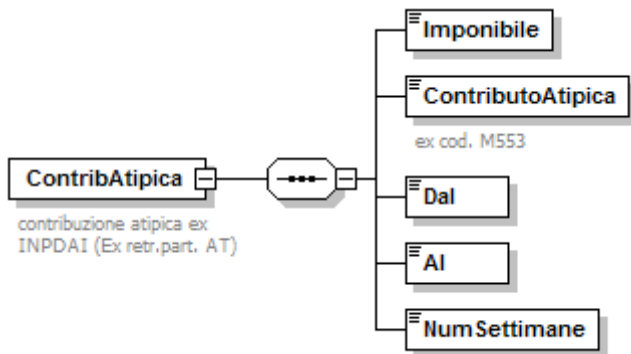 Imponibile
ContributoAtipica
ex cod. M553
ContribAtipica
contribuzione atipica ex
INPDAI (Ex retr.part. AT)
Dal
Al
NumSettimane